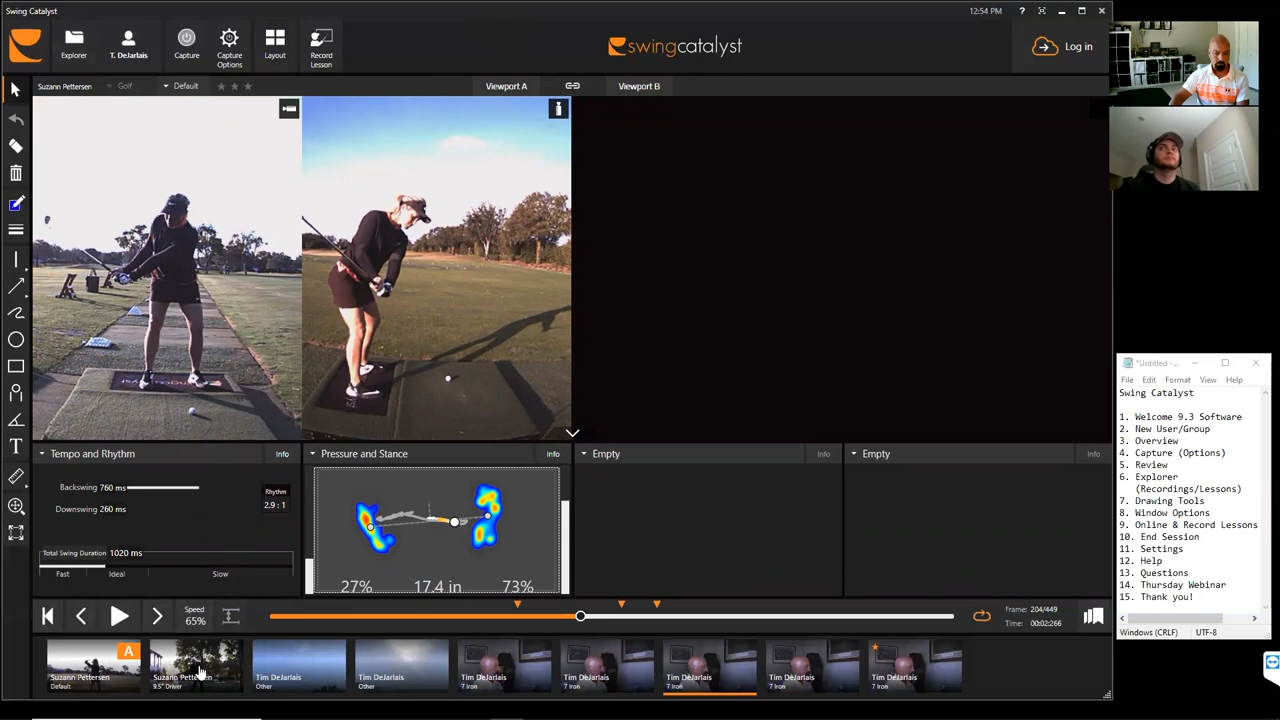 Swing Catalyst
12:54 PM
?
Explorer
T. DeJarlais
Capture
Capture
Options
Layout
Record
Lesson
swingcatalyst
Log in
Suzann Pettersen
Golf
Default
Viewport A
Viewport B
Tempo and Rhythm
Info
Backswing 760 ms
Downswing 260 ms
Rhythm
2.9 : 1
Total Swing Duration 1020 ms
Fast
Ideal
Slow
Pressure and Stance
Info
27%
17.4 in
73%
Empty
Info
Empty
Info
Speed
65%
Frame: 204/449
Time: 00:02:266
A
Suzann Pettersen
Default
Suzann Pettersen
9.5° Driver
Tim DeJarlais
Other
Tim DeJarlais
Other
Tim DeJarlais
7 Iron
Tim DeJarlais
7 Iron
Tim DeJarlais
7 Iron
Tim DeJarlais
7 Iron
Tim DeJarlais
7 Iron
*Untitled -...
File Edit Format View Help
Swing Catalyst
1. Welcome 9.3 Software
2. New User/Group
3. Overview
4. Capture (Options)
5. Review
6. Explorer
(Recordings/Lessons)
7. Drawing Tools
8. Window Options
9. Online & Record Lessons
10. End Session
11. Settings
12. Help
13. Questions
14. Thursday Webinar
15. Thank you!
Windows (CRLF)
UTF-8